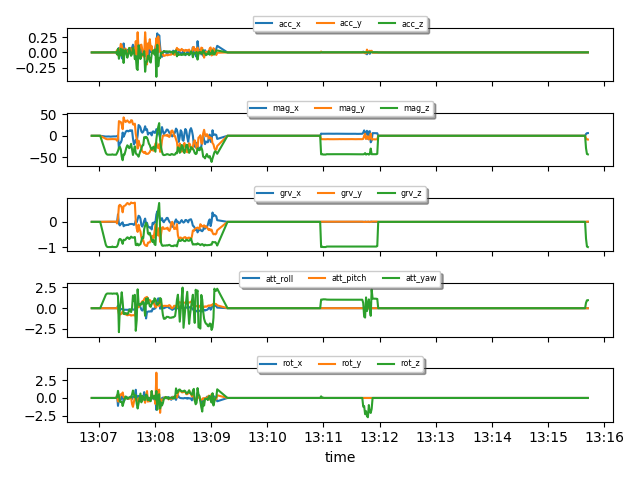 acc_x acc_y acc_z
0.25
0.00
−0.25
mag_x mag_y mag_z
50
0
−50
grv_x grv_y grv_z
0
−1
att_roll att_pitch att_yaw
2.5
0.0
−2.5
rot_x rot_y rot_z
2.5
0.0
−2.5
13:07 13:08 13:09 13:10 13:11 13:12 13:13 13:14 13:15 13:16
time